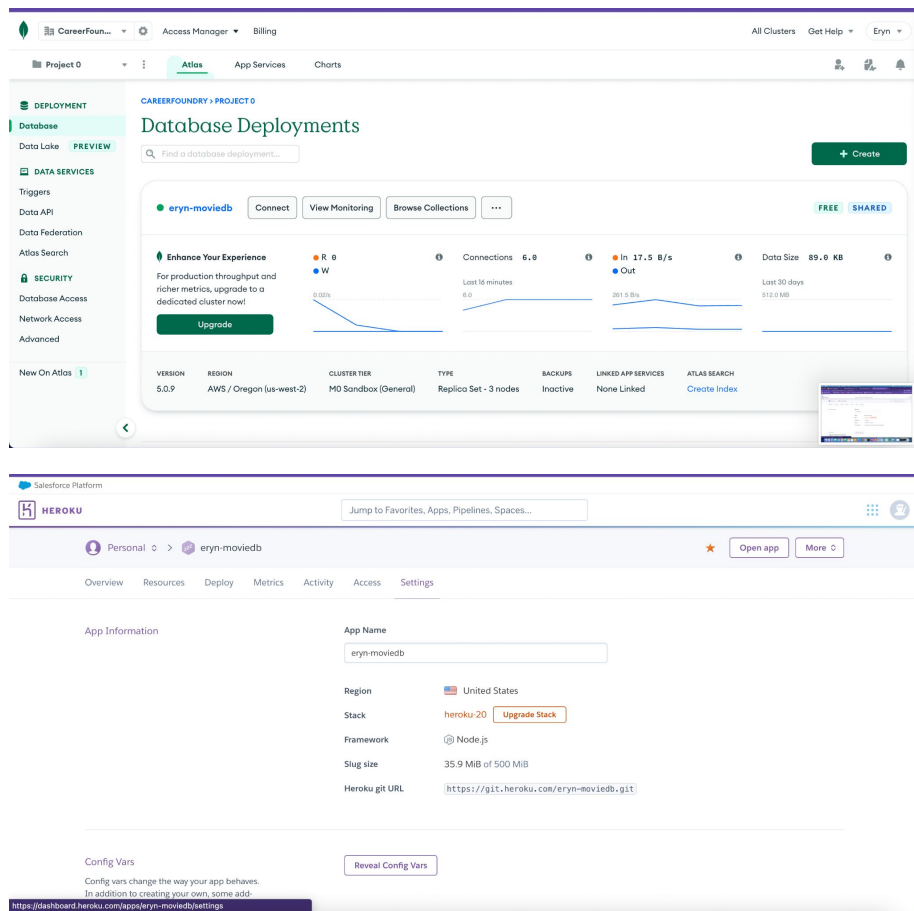 CareerFoun...
Access Manager
Billing
All Clusters
Get Help
Eryn
Project 0
Atlas
App Services
Charts
DEPLOYMENT
Database
Data Lake
PREVIEW
DATA SERVICES
Triggers
Data API
Data Federation
Atlas Search
SECURITY
Database Access
Network Access
Advanced
New On Atlas 1
CAREERFOUNDRY > PROJECT 0
Database Deployments
Find a database deployment...
+ Create
eryn-moviedb
Connect
View Monitoring
Browse Collections
...
FREE
SHARED
Enhance Your Experience
For production throughput and
richer metrics, upgrade to a
dedicated cluster now!
Upgrade
R 0
W
0.02/s
Connections 6.0
Last 16 minutes
6.0
In 17.5 B/s
Out
261.5 B/s
Data Size 89.0 KB
Last 30 days
512.0 MB
VERSION
5.0.9
REGION
AWS / Oregon (us-west-2)
CLUSTER TIER
M0 Sandbox (General)
TYPE
Replica Set - 3 nodes
BACKUPS
Inactive
LINKED APP SERVICES
None Linked
ATLAS SEARCH
Create Index
Salesforce Platform
HEROKU
Jump to Favorites, Apps, Pipelines, Spaces...
Personal > eryn-moviedb
Open app
More
Overview
Resources
Deploy
Metrics
Activity
Access
Settings
App Information
App Name
eryn-moviedb
Region United States
Stack heroku-20 Upgrade Stack
Framework Node.js
Slug size 35.9 MiB of 500 MiB
Heroku git URL https://git.heroku.com/eryn-moviedb.git
Config Vars
Config vars change the way your app behaves.
In addition to creating your own, some add-
Reveal Config Vars
https://dashboard.heroku.com/apps/eryn-moviedb/settings